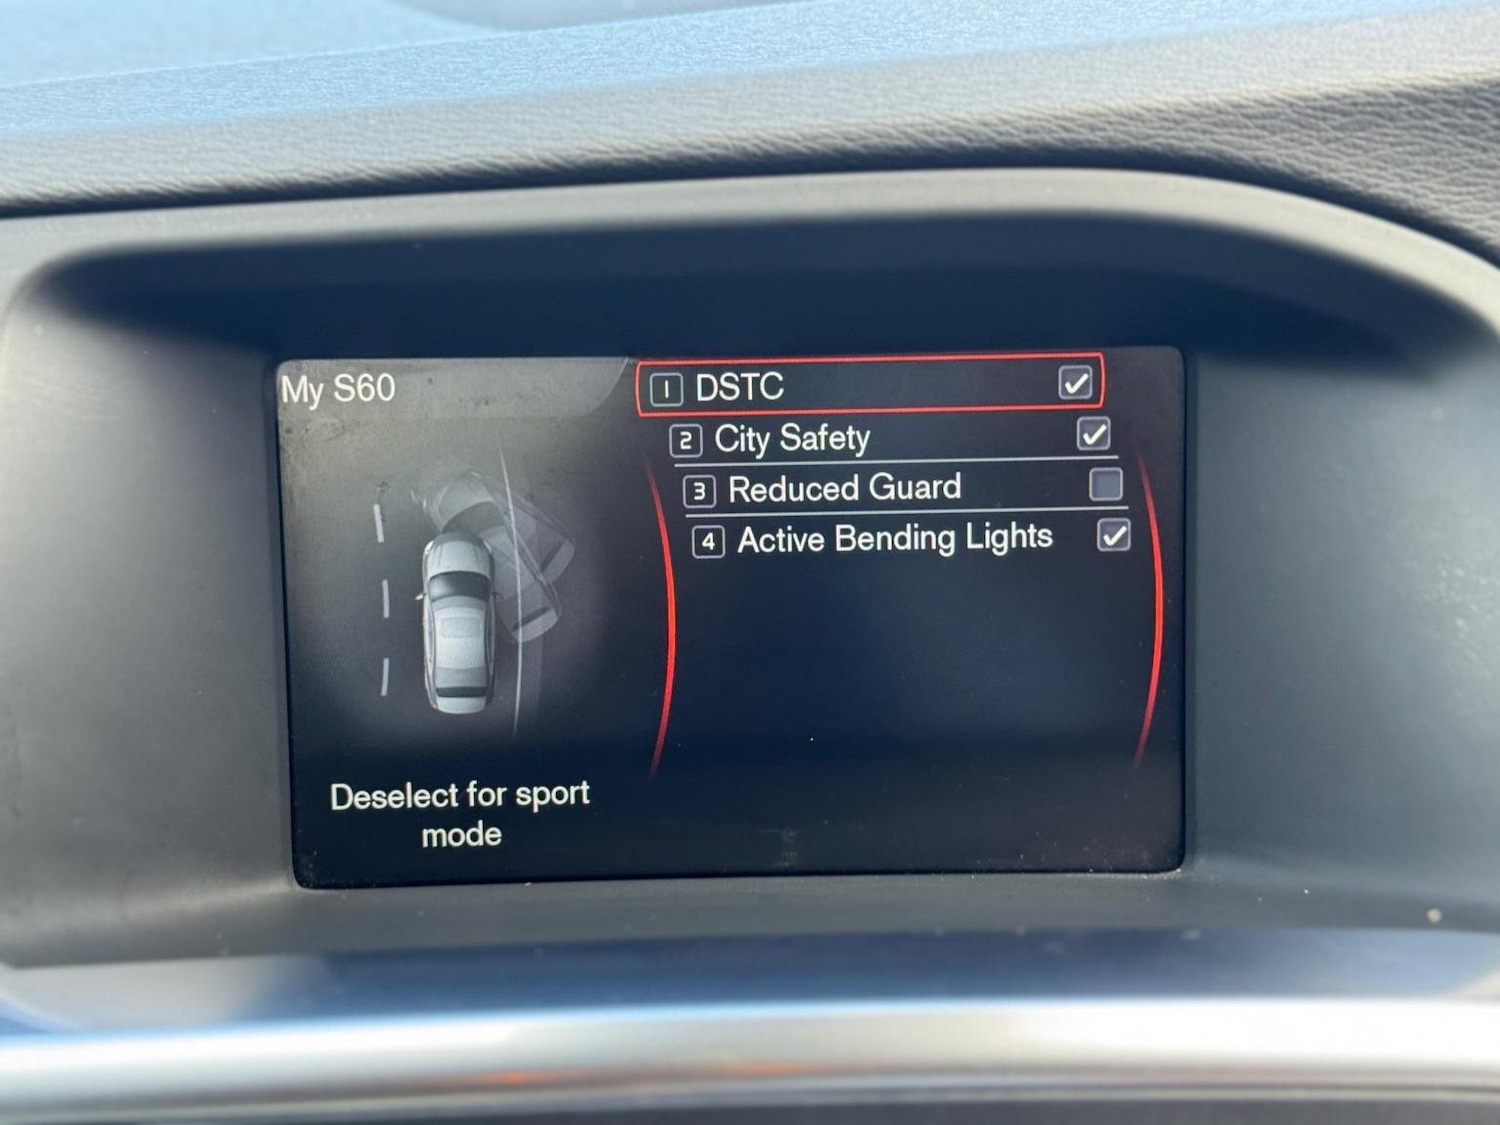 My S60
1 DSTC
2 City Safety
3 Reduced Guard
4 Active Bending Lights
Deselect for sport
mode